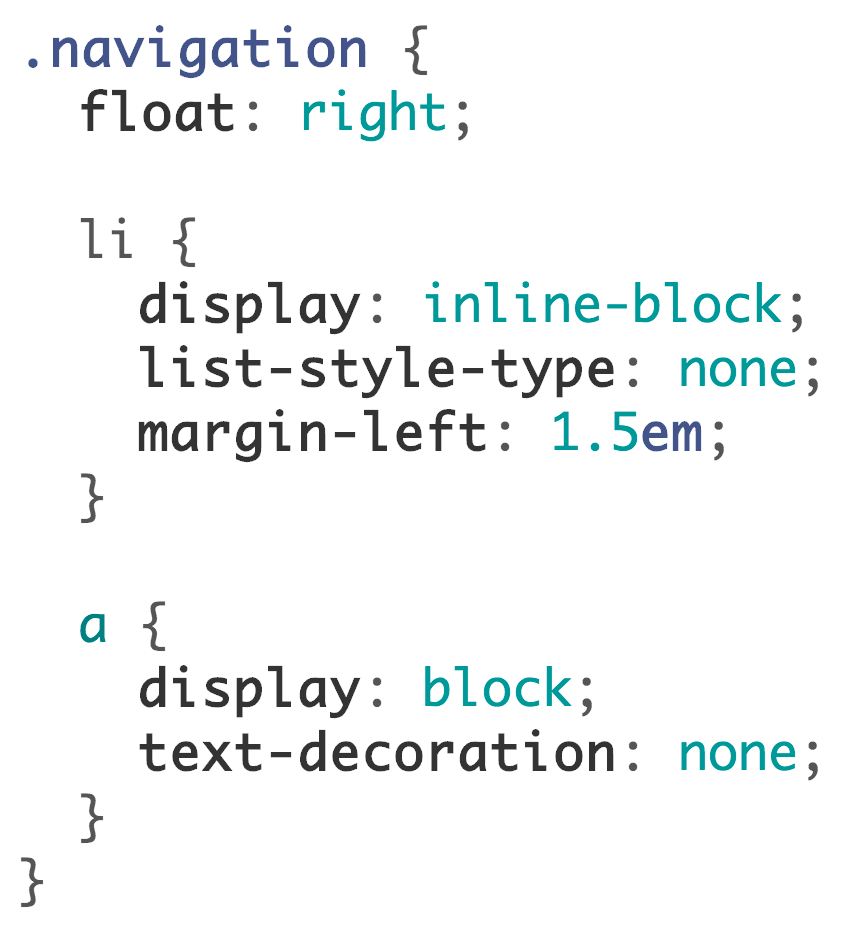 .navigation {
  float: right;

  li {
    display: inline-block;
    list-style-type: none;
    margin-left: 1.5em;
  }

  a {
    display: block;
    text-decoration: none;
  }
}